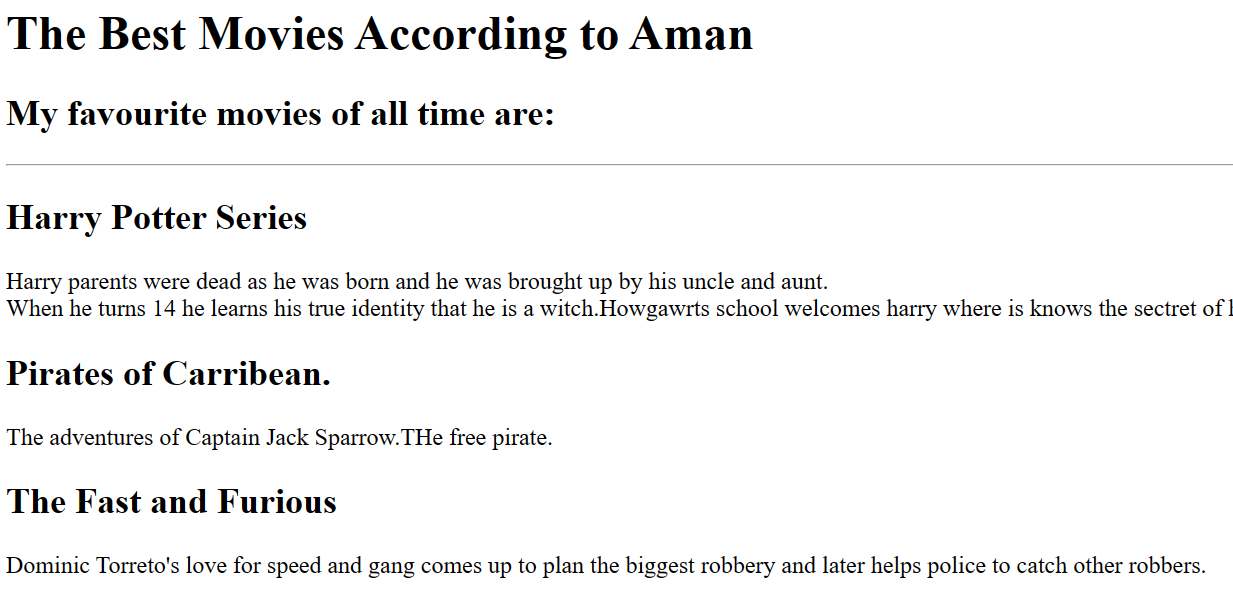 The Best Movies According to Aman
My favourite movies of all time are:
Harry Potter Series
Harry parents were dead as he was born and he was brought up by his uncle and aunt.
When he turns 14 he learns his true identity that he is a witch.Howgawrts school welcomes harry where is knows the sectret of
Pirates of Carribean.
The adventures of Captain Jack Sparrow.THe free pirate.
The Fast and Furious
Dominic Torreto's love for speed and gang comes up to plan the biggest robbery and later helps police to catch other robbers.